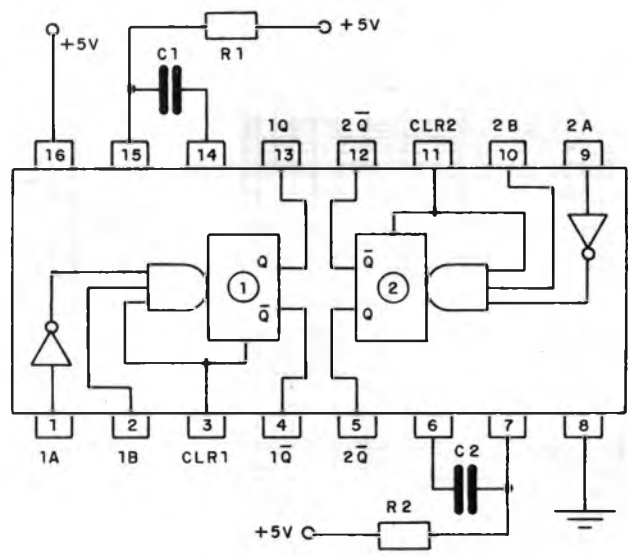 +5V
+5V
R1
C1
1Q 2Q̅ CLR2 2B 2A
16 15 14 13 12 11 10 9
Q Q̅
1 2
Q̅ Q
1 2 3 4 5 6 7 8
1A 1B CLR1 1Q̅ 2Q̅
C2
R2
+5V